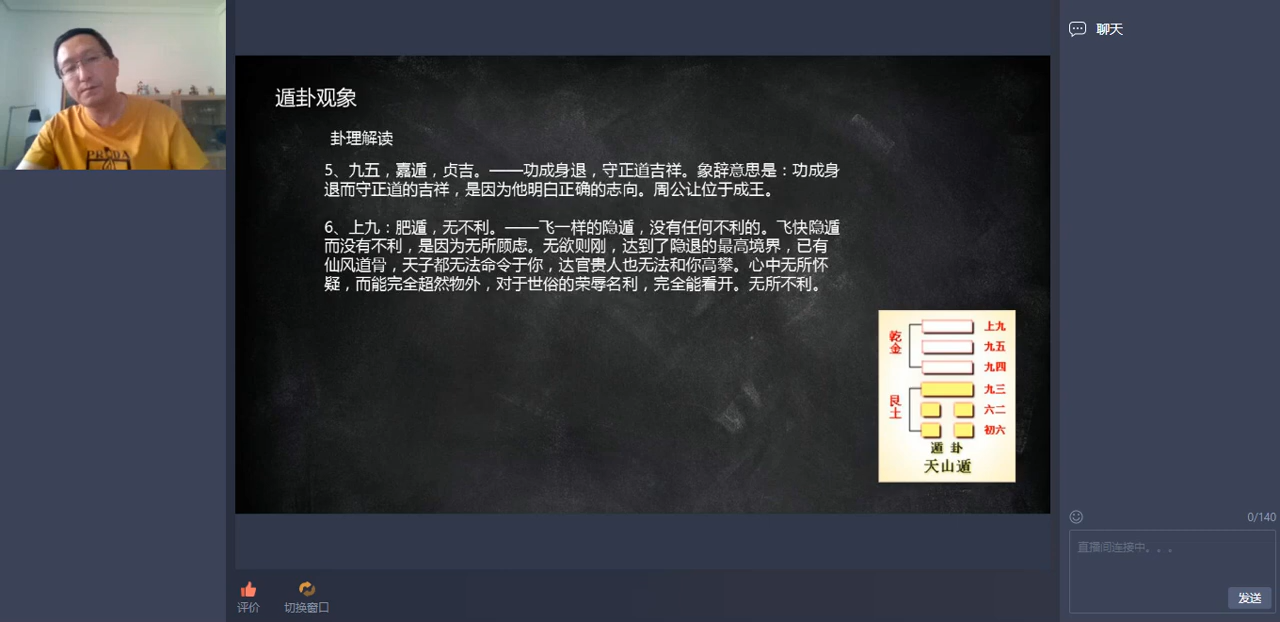 PRADA
遁卦观象
卦理解读
5、九五，嘉遁，贞吉。——功成身退，守正道吉祥。象辞意思是：功成身
退而守正道的吉祥，是因为他明白正确的志向。周公让位于成王。
6、上九：肥遁，无不利。——飞一样的隐遁，没有任何不利的。飞快隐遁
而没有不利，是因为无所顾虑。无欲则刚，达到了隐退的最高境界，已有
仙风道骨，天子都无法命令于你，达官贵人也无法和你高攀。心中无所怀
疑，而能完全超然物外，对于世俗的荣辱名利，完全能看开。无所不利。
乾金
艮土
上九
九五
九四
九三
六二
初六
遁 卦
天山遁
评价
切换窗口
聊天
0/140
直播间连接中。。。
发送